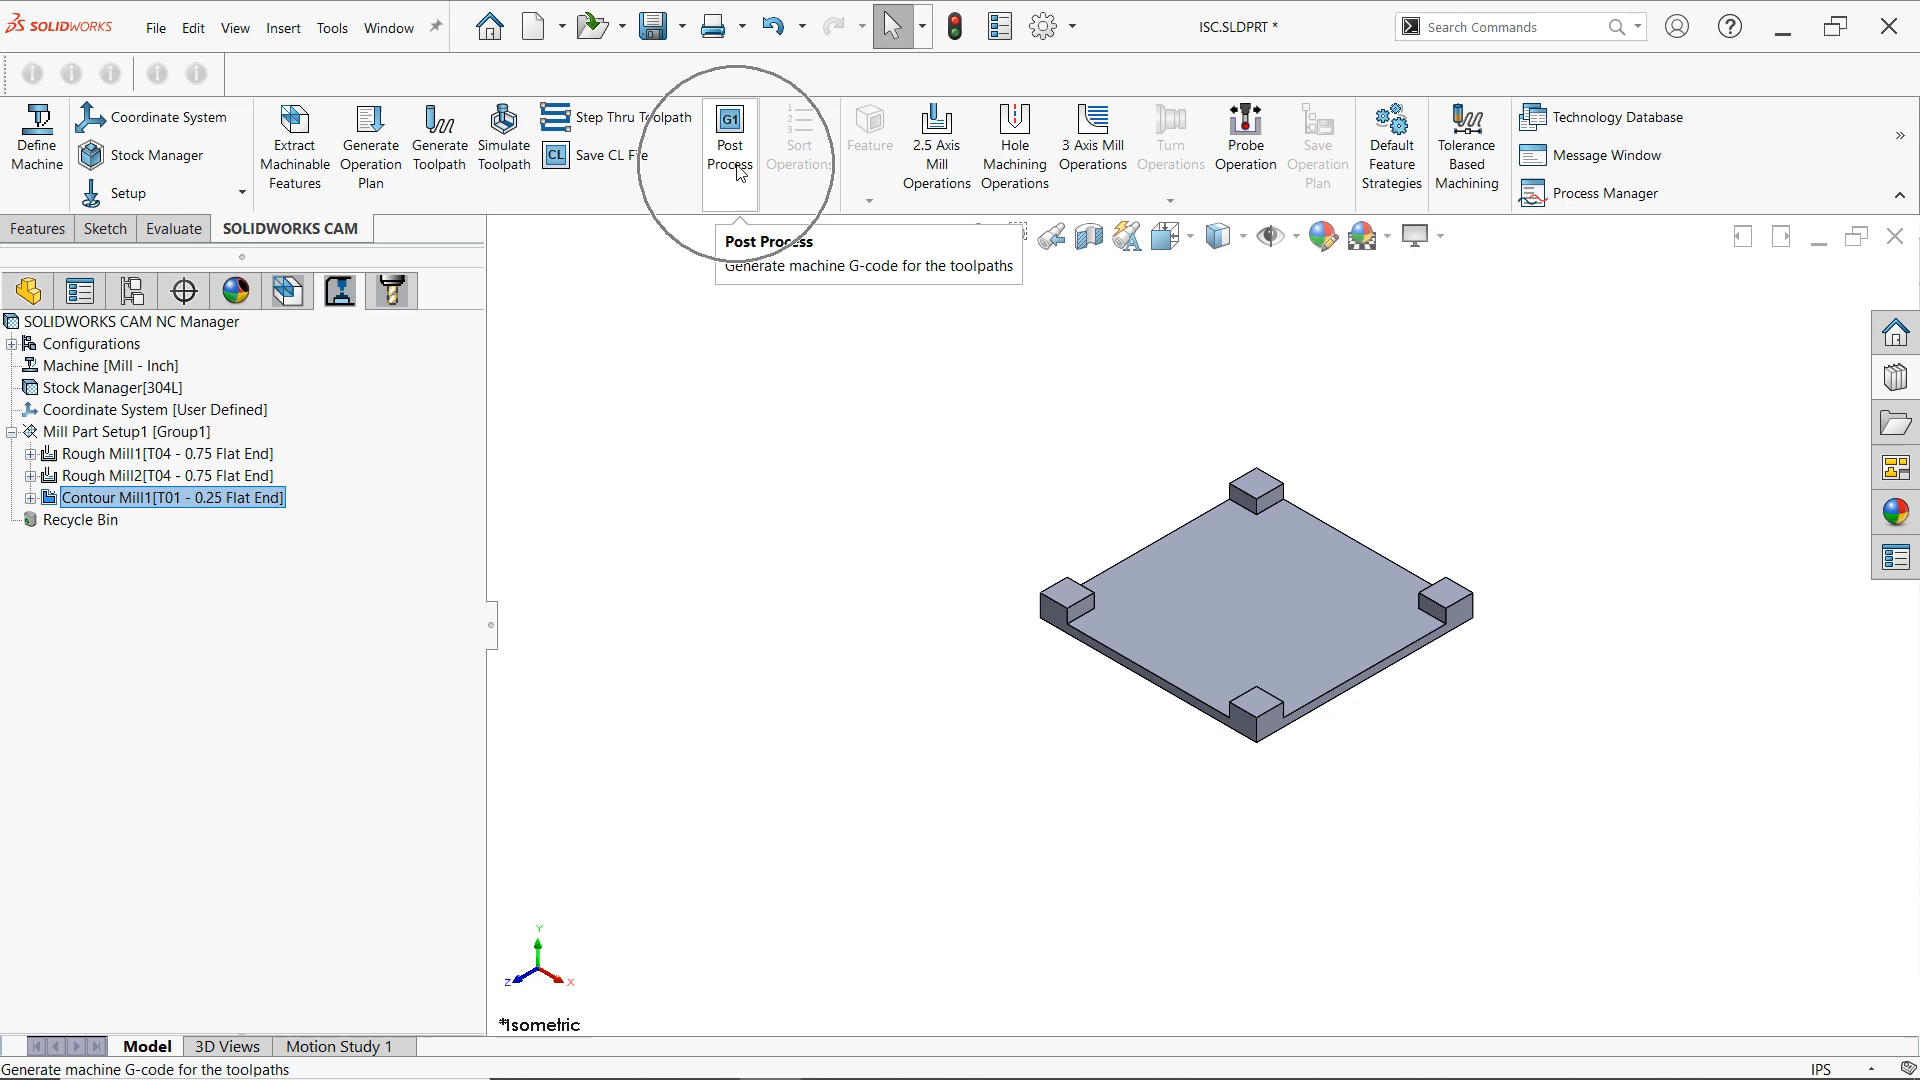 SOLIDWORKS File Edit View Insert Tools Window ISC.SLDPRT * Search Commands
Define Machine
Coordinate System
Stock Manager
Setup
Extract Machinable Features
Generate Operation Plan
Generate Toolpath
Simulate Toolpath
Step Thru Toolpath
CL Save CL File
G1 Post Process
Sort Operations
Feature
2.5 Axis Mill Operations
Hole Machining Operations
3 Axis Mill Operations
Turn Operations
Probe Operation
Save Operation Plan
Default Feature Strategies
Tolerance Based Machining
Technology Database
Message Window
Process Manager
Features Sketch Evaluate SOLIDWORKS CAM
Post Process
Generate machine G-code for the toolpaths
SOLIDWORKS CAM NC Manager
Configurations
Machine [Mill - Inch]
Stock Manager[304L]
Coordinate System [User Defined]
Mill Part Setup1 [Group1]
Rough Mill1[T04 - 0.75 Flat End]
Rough Mill2[T04 - 0.75 Flat End]
Contour Mill1[T01 - 0.25 Flat End]
Recycle Bin
Y
Z X
*Isometric
Model 3D Views Motion Study 1
Generate machine G-code for the toolpaths IPS